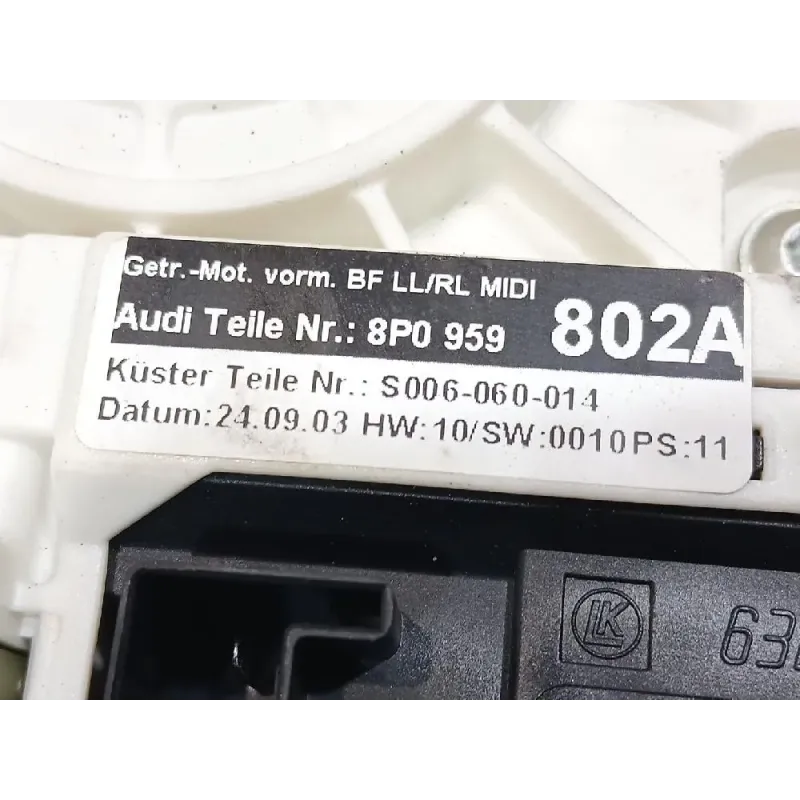 Getr.-Mot. vorm. BF LL/RL MIDI
Audi Teile Nr.: 8P0 959 802A
Küster Teile Nr.: S006-060-014
Datum:24.09.03 HW:10/SW:0010PS:11
LK